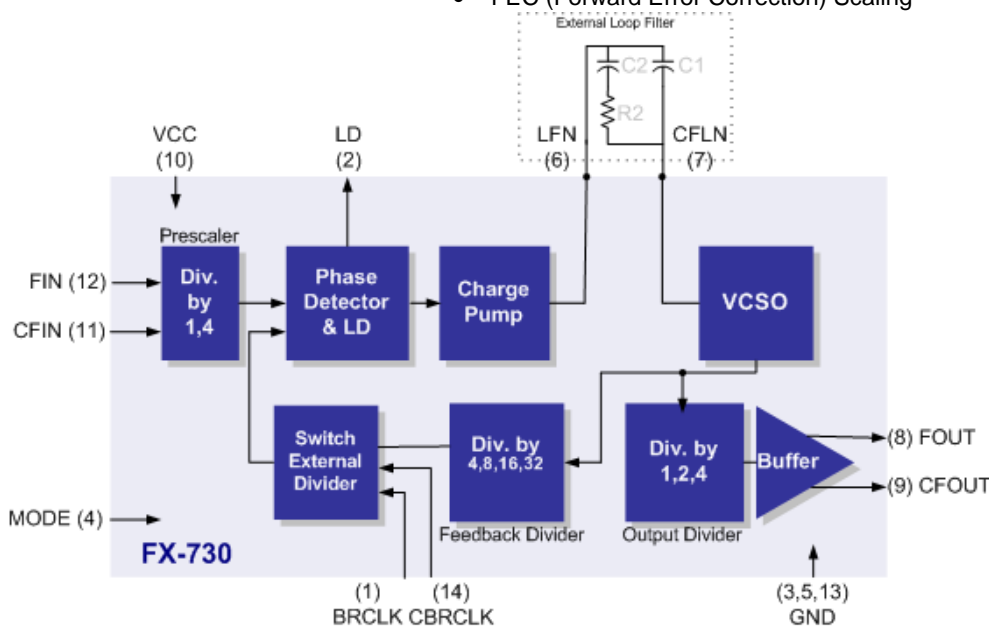 FEC (Forward Error Correction) Scaling
External Loop Filter
C2
C1
R2
VCC
(10)
LD
(2)
LFN
(6)
CFLN
(7)
Prescaler
FIN (12)
CFIN (11)
Div.
by
1,4
Phase
Detector
& LD
Charge
Pump
VCSO
Switch
External
Divider
Div. by
4,8,16,32
Feedback Divider
Div. by
1,2,4
Output Divider
Buffer
(8) FOUT
(9) CFOUT
MODE (4)
FX-730
(1)
BRCLK
(14)
CBRCLK
(3,5,13)
GND